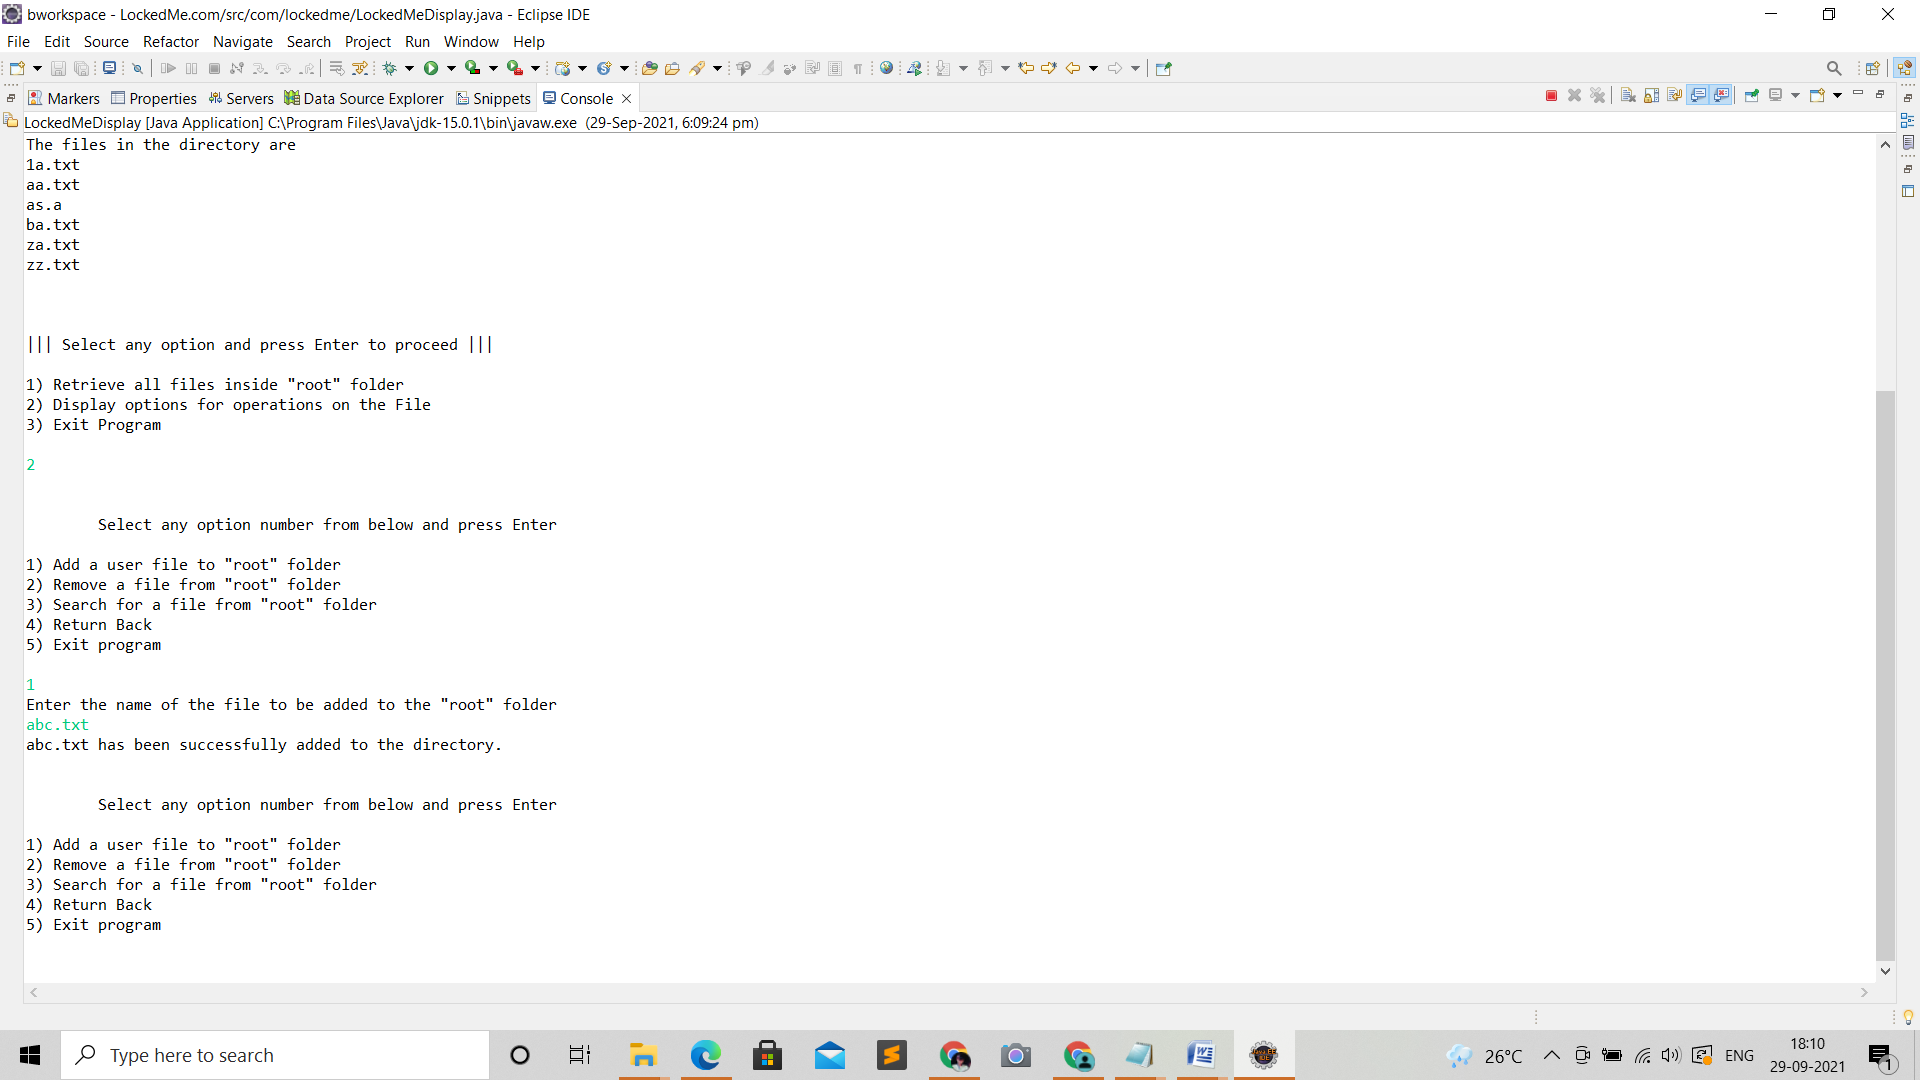 bworkspace - LockedMe.com/src/com/lockedme/LockedMeDisplay.java - Eclipse IDE
File Edit Source Refactor Navigate Search Project Run Window Help
Markers Properties Servers Data Source Explorer Snippets Console
LockedMeDisplay [Java Application] C:\Program Files\Java\jdk-15.0.1\bin\javaw.exe (29-Sep-2021, 6:09:24 pm)
The files in the directory are
1a.txt
aa.txt
as.a
ba.txt
za.txt
zz.txt
||| Select any option and press Enter to proceed |||
1) Retrieve all files inside "root" folder
2) Display options for operations on the File
3) Exit Program
2
Select any option number from below and press Enter
1) Add a user file to "root" folder
2) Remove a file from "root" folder
3) Search for a file from "root" folder
4) Return Back
5) Exit program
1
Enter the name of the file to be added to the "root" folder
abc.txt
abc.txt has been successfully added to the directory.
Select any option number from below and press Enter
1) Add a user file to "root" folder
2) Remove a file from "root" folder
3) Search for a file from "root" folder
4) Return Back
5) Exit program
Type here to search
26°C
ENG
18:10
29-09-2021
1